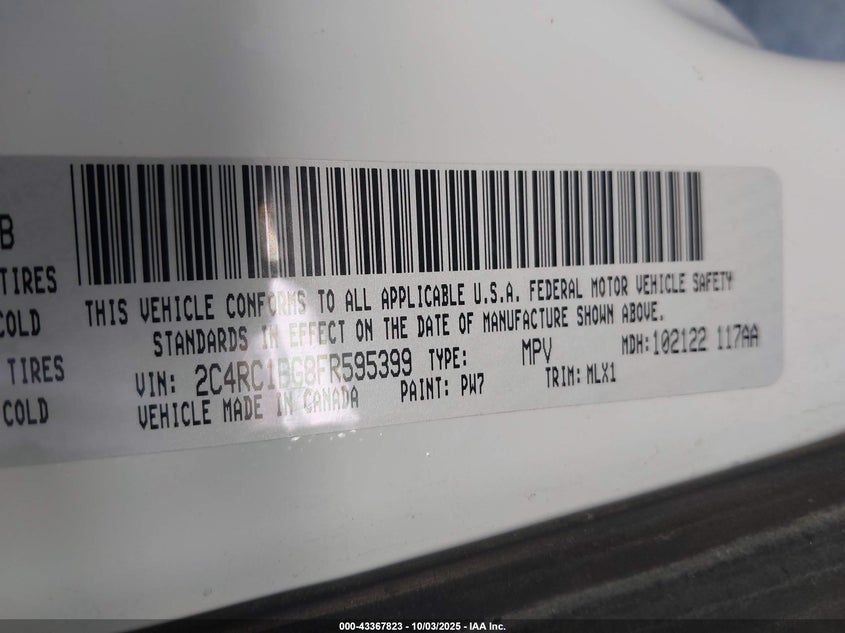 B
TIRES
COLD
TIRES
COLD
THIS VEHICLE CONFORMS TO ALL APPLICABLE U.S.A. FEDERAL MOTOR VEHICLE SAFETY
STANDARDS IN EFFECT ON THE DATE OF MANUFACTURE SHOWN ABOVE.
VIN: 2C4RC1BG8FR595399 TYPE: MPV MDH:102122 117AA
VEHICLE MADE IN CANADA PAINT: PW7 TRIM: MLX1
000-43367823 - 10/03/2025 - IAA Inc.